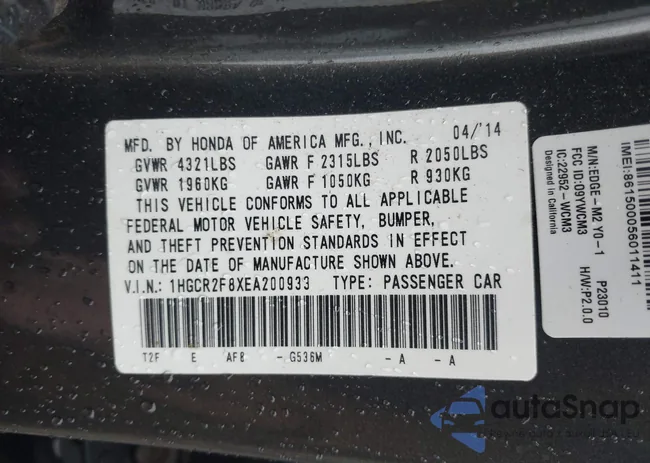 MFD. BY HONDA OF AMERICA MFG., INC. 04/'14
GVWR 4321LBS GAWR F 2315LBS R 2050LBS
GVWR 1960KG GAWR F 1050KG R 930KG
THIS VEHICLE CONFORMS TO ALL APPLICABLE
FEDERAL MOTOR VEHICLE SAFETY, BUMPER,
AND THEFT PREVENTION STANDARDS IN EFFECT
ON THE DATE OF MANUFACTURE SHOWN ABOVE.
V.I.N.: 1HGCR2F8XEA200933 TYPE: PASSENGER CAR
T2F E AF8 - G536M - A - A
IMEI:861500056011411
M/N:EDGE-M2 Y0-1 P23010
FCC ID:09YWCM3 H/W:P2.0.0
IC:22952-WCM3
Designed in California
autaSnap